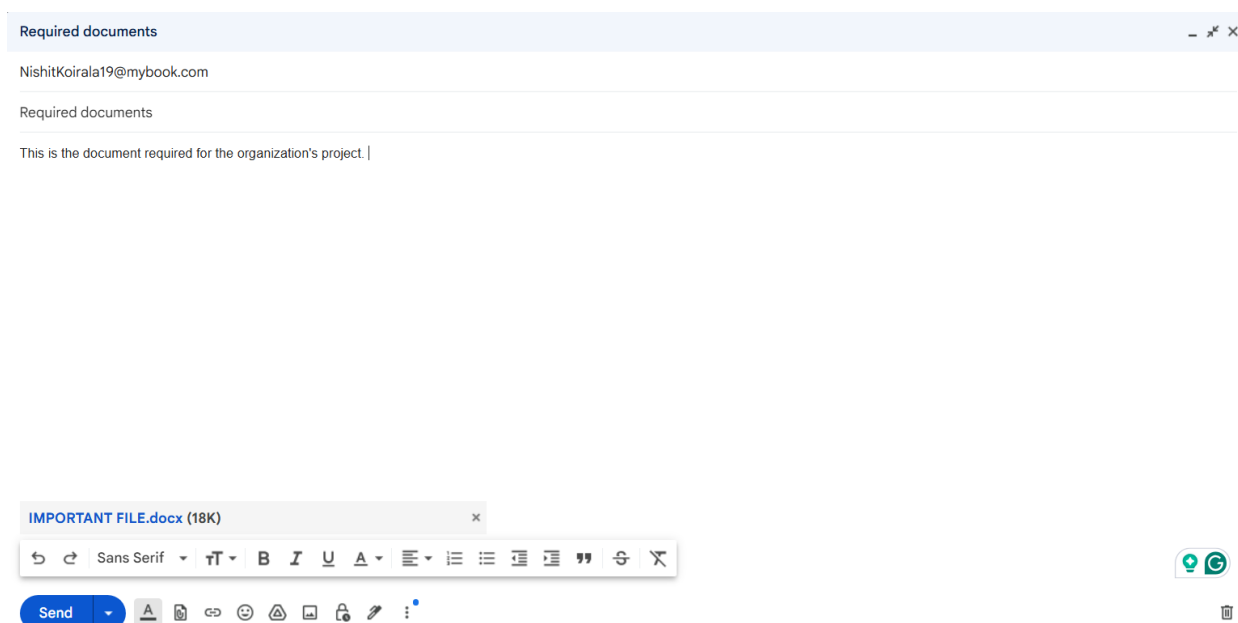 Required documents
NishitKoirala19@mybook.com
Required documents
This is the document required for the organization's project.
IMPORTANT FILE.docx (18K)
Sans Serif
Send